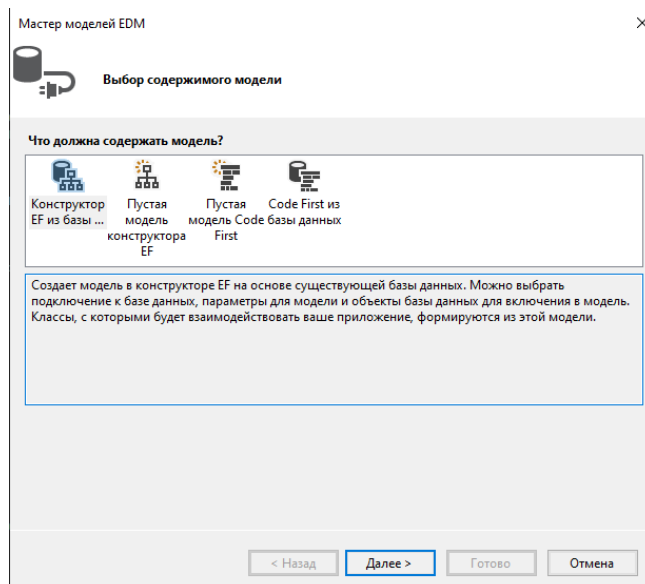 Мастер моделей EDM
Выбор содержимого модели
Что должна содержать модель?
Конструктор
EF из базы ...
Пустая
модель
конструктора
EF
Пустая
модель Code
First
Code First из
базы данных
Создает модель в конструкторе EF на основе существующей базы данных. Можно выбрать
подключение к базе данных, параметры для модели и объекты базы данных для включения в модель.
Классы, с которыми будет взаимодействовать ваше приложение, формируются из этой модели.
< Назад
Далее >
Готово
Отмена